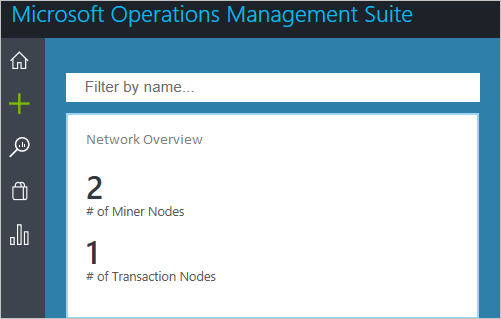 Microsoft Operations Management Suite
Filter by name...
Network Overview
2
# of Miner Nodes
1
# of Transaction Nodes